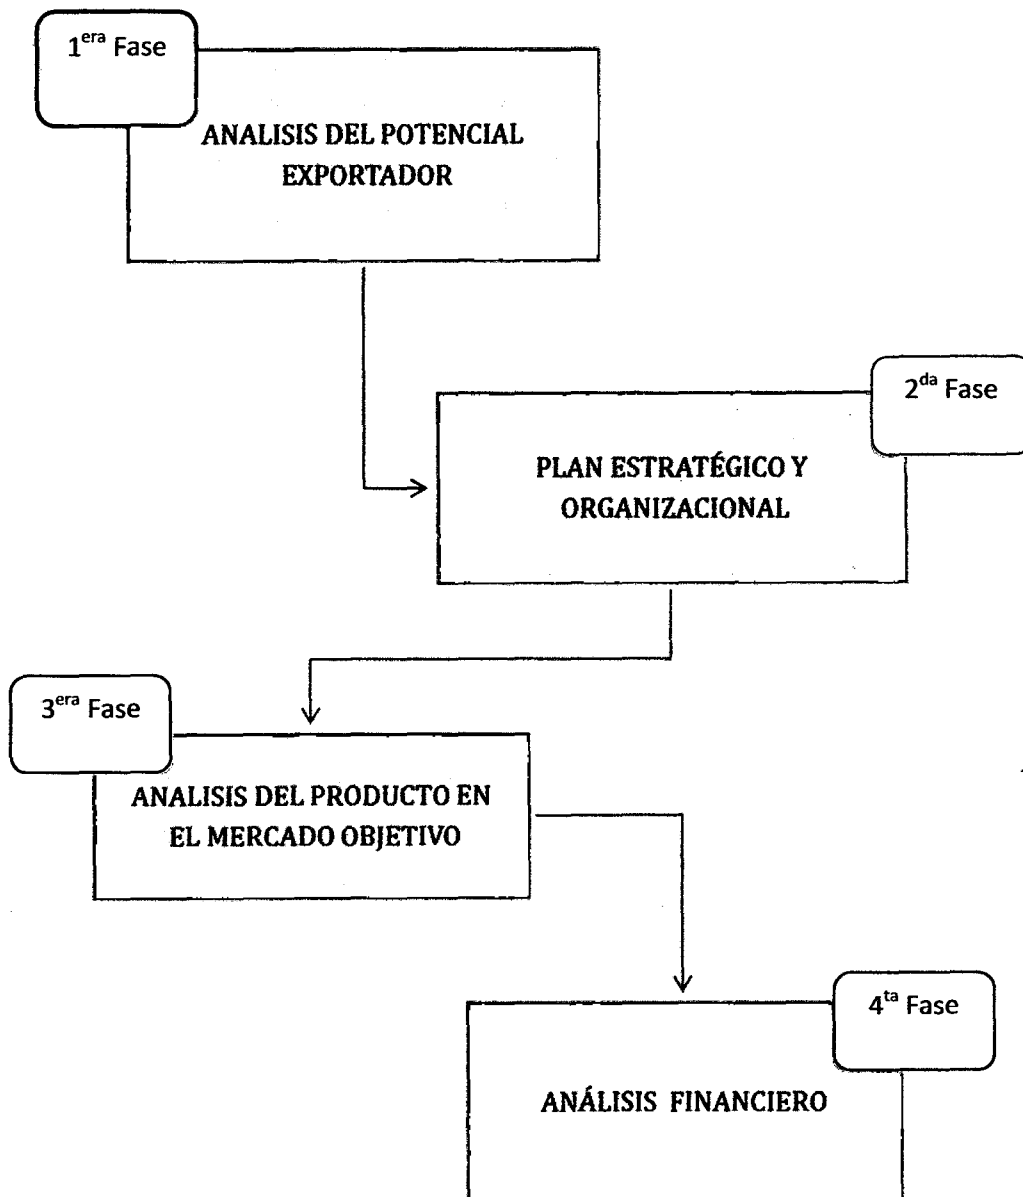 1era Fase
ANALISIS DEL POTENCIAL
EXPORTADOR
2da Fase
PLAN ESTRATÉGICO Y
ORGANIZACIONAL
3era Fase
ANALISIS DEL PRODUCTO EN
EL MERCADO OBJETIVO
4ta Fase
ANÁLISIS FINANCIERO